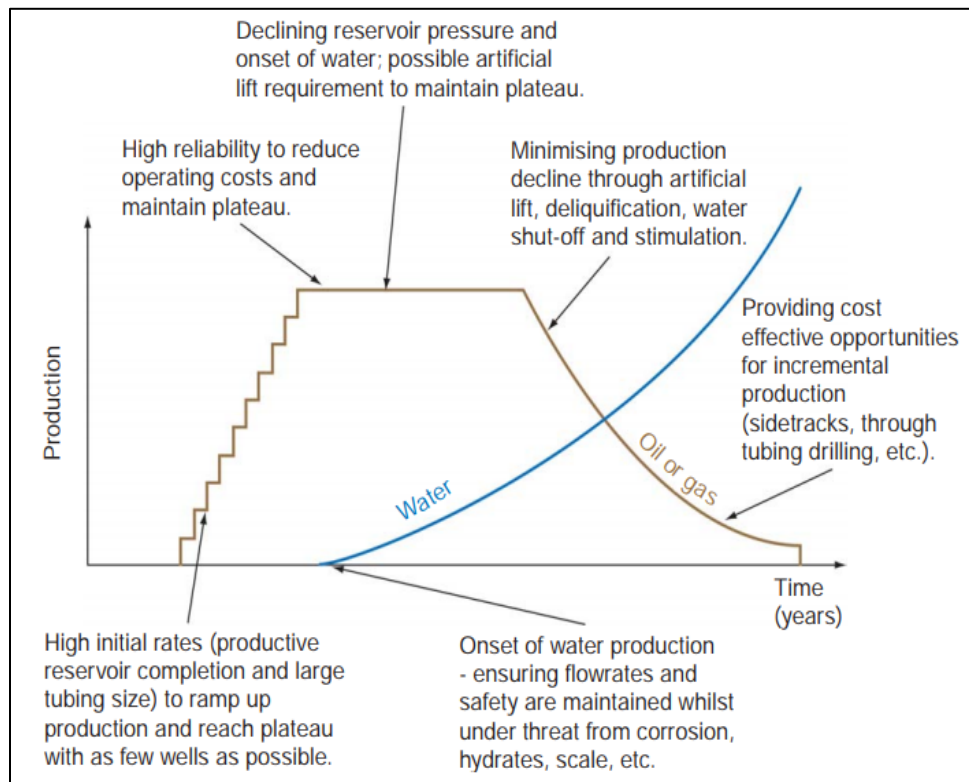 Declining reservoir pressure and
onset of water; possible artificial
lift requirement to maintain plateau.
High reliability to reduce
operating costs and
maintain plateau.
Minimising production
decline through artificial
lift, deliquification, water
shut-off and stimulation.
Providing cost
effective opportunities
for incremental
production
(sidetracks, through
tubing drilling, etc.).
Production
Water
Oil or gas
Time
(years)
High initial rates (productive
reservoir completion and large
tubing size) to ramp up
production and reach plateau
with as few wells as possible.
Onset of water production
- ensuring flowrates and
safety are maintained whilst
under threat from corrosion,
hydrates, scale, etc.